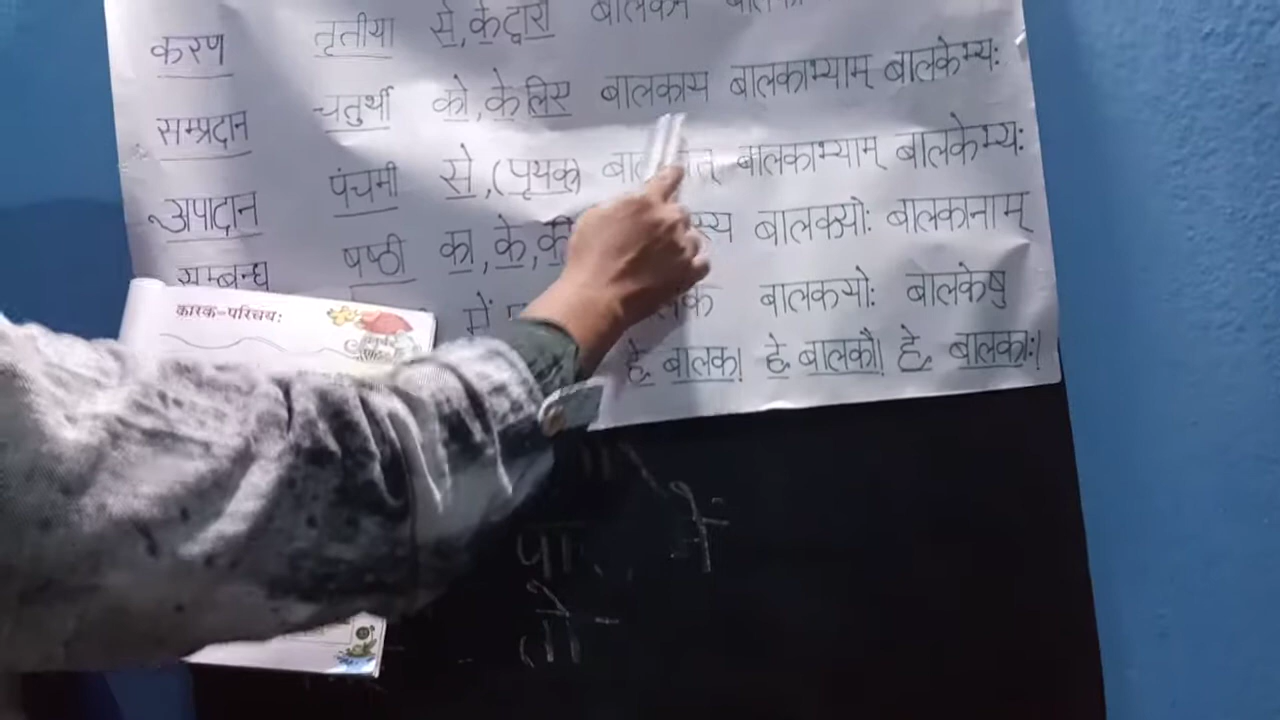 करण तृतीया से, के द्वारा
सम्प्रदान चतुर्थी को, के लिए बालकाय बालकाभ्याम् बालकेभ्यः
अपादान पंचमी से, (पृथक) बालकाभ्याम् बालकेभ्यः
सम्बन्ध षष्ठी का, के, की बालकयोः बालकानाम्
में बालकयोः बालकेषु
हे बालक! हे बालकौ! हे बालकाः!
कारक-परिचयः